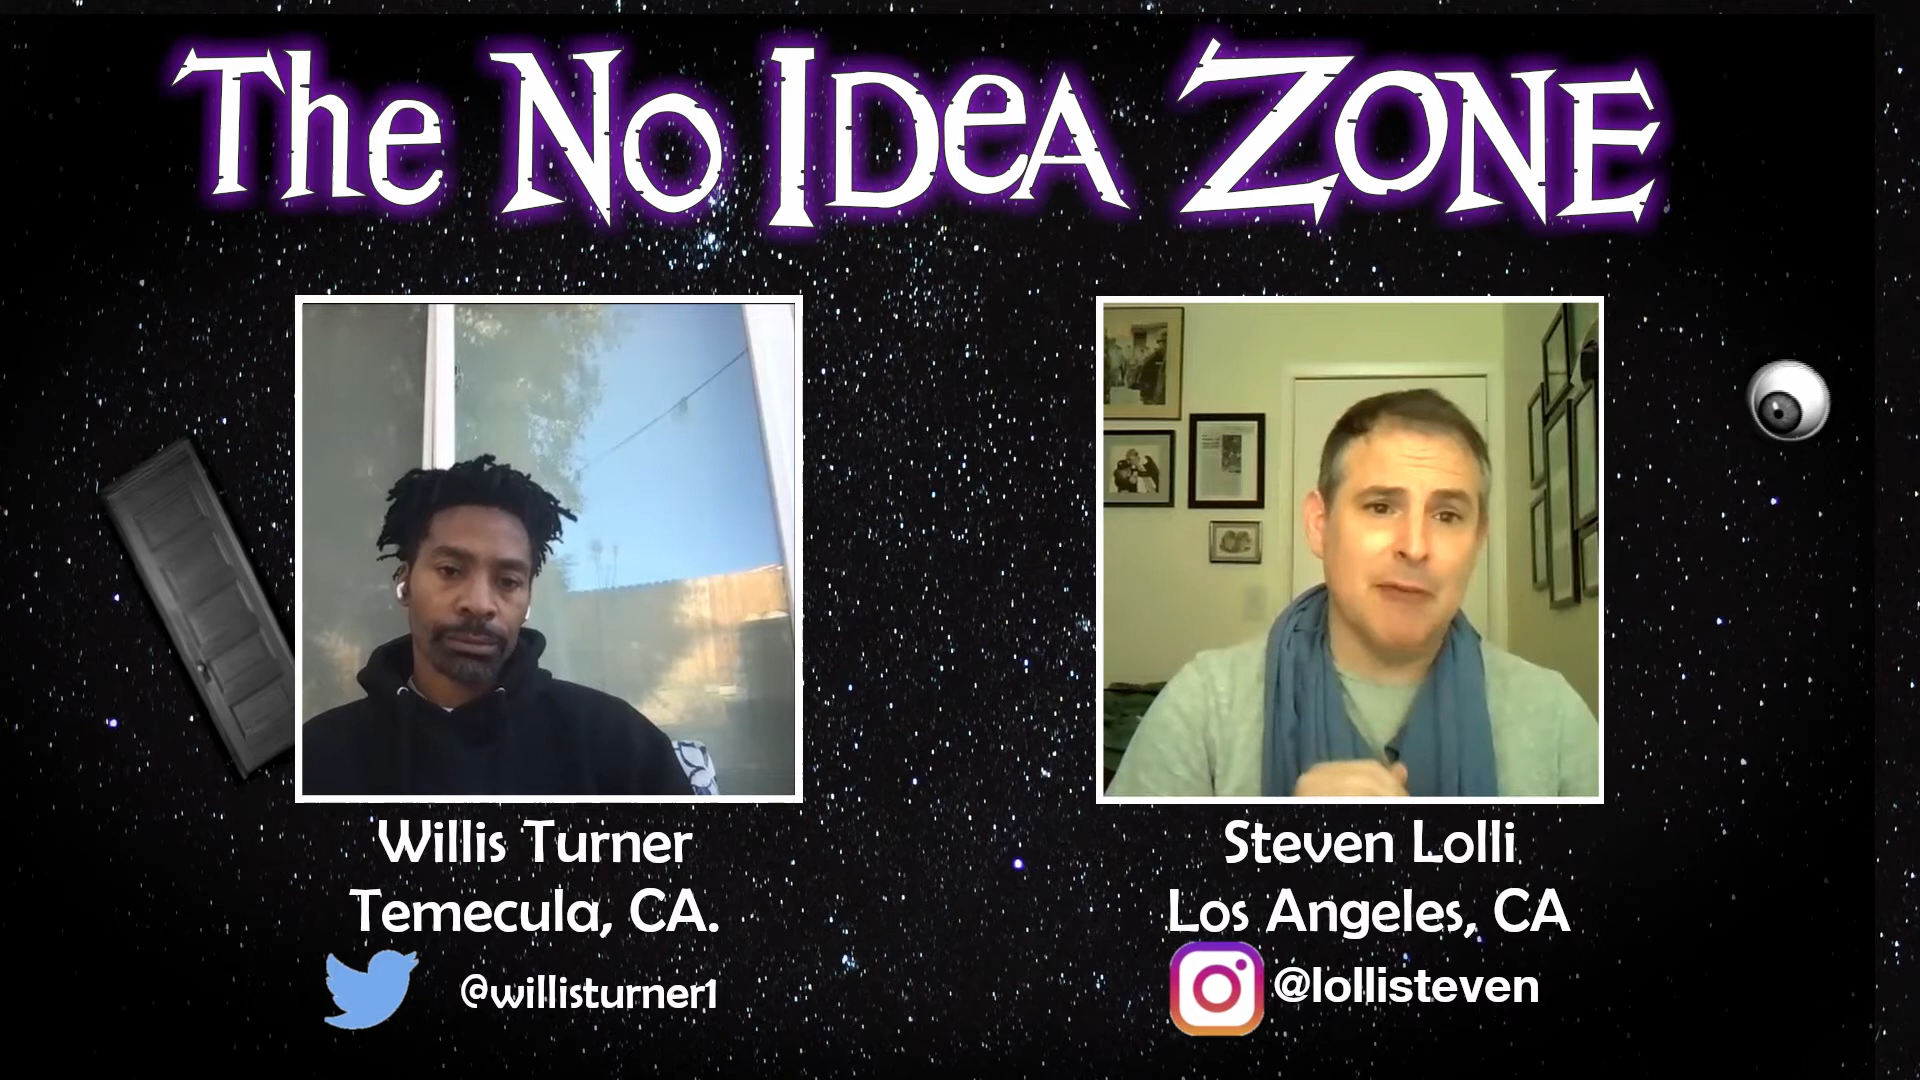 The No Idea Zone
Willis Turner
Temecula, CA.
@willisturner1
Steven Lolli
Los Angeles, CA
@lollisteven